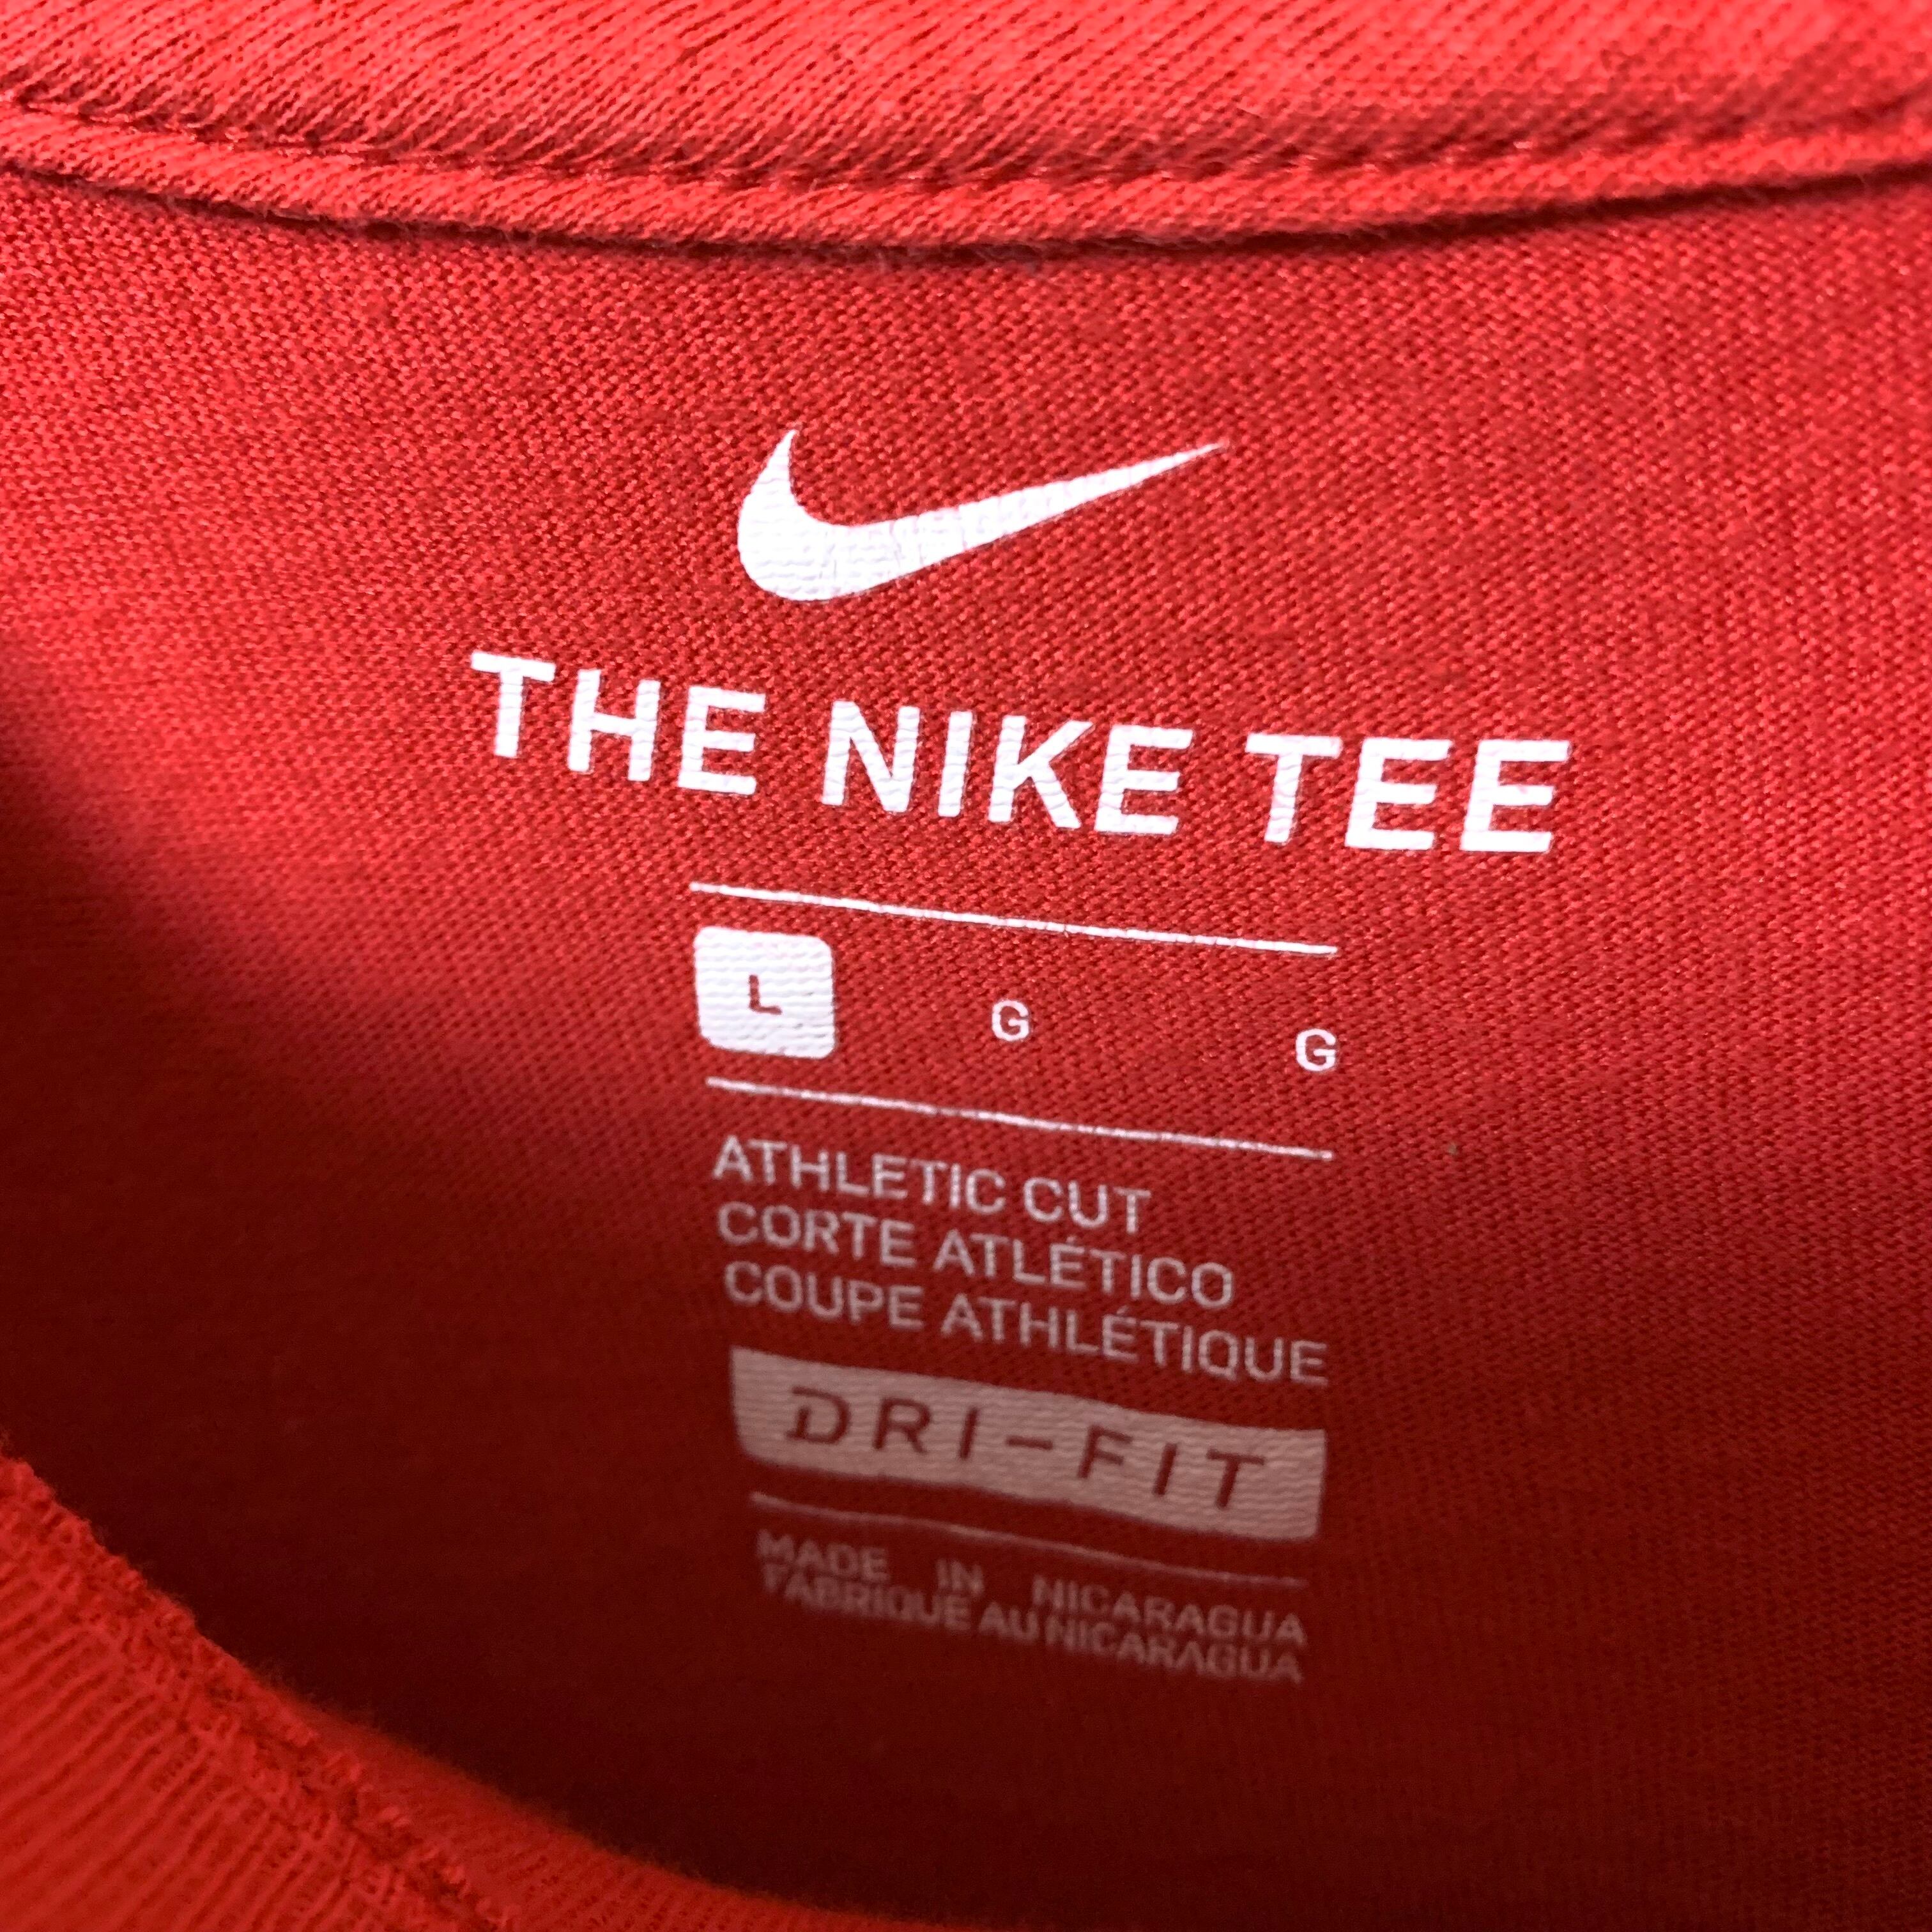 THE NIKE TEE
L G G
ATHLETIC CUT
CORTE ATLÉTICO
COUPE ATHLÉTIQUE
DRI-FIT
MADE IN NICARAGUA
FABRIQUE AU NICARAGUA